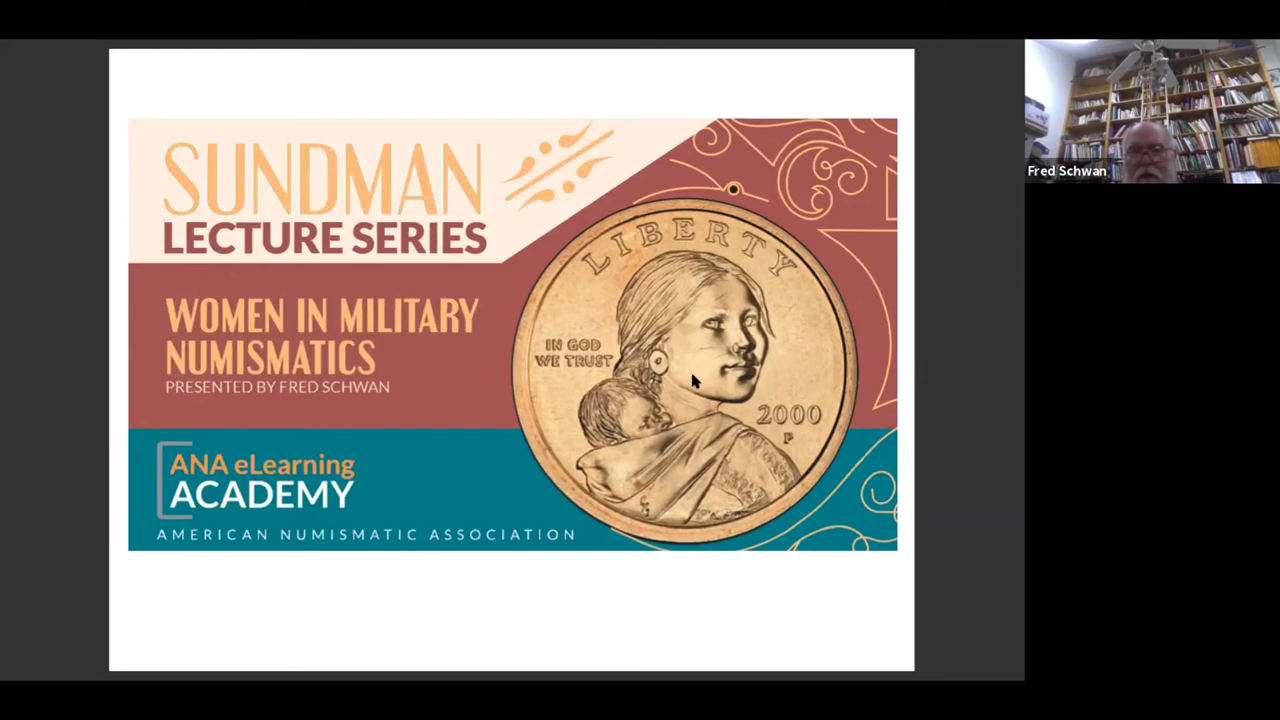 SUNDMAN
LECTURE SERIES
WOMEN IN MILITARY
NUMISMATICS
PRESENTED BY FRED SCHWAN
ANA eLearning
ACADEMY
AMERICAN NUMISMATIC ASSOCIATION
LIBERTY
IN GOD
WE TRUST
2000
P
Fred Schwan